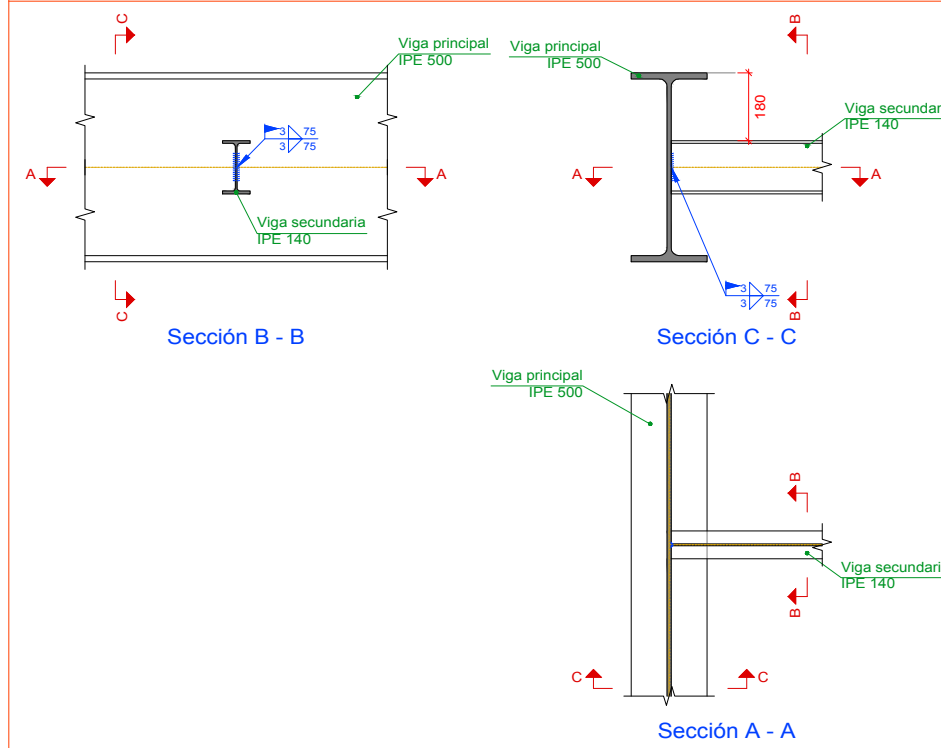 C
B
Viga principal
IPE 500
Viga principal
IPE 500
180
Viga secundar
IPE 140
3 75
3 75
A
A
A
A
Viga secundaria
IPE 140
3 75
3 75
C
B
Sección B - B
Sección C - C
Viga principal
IPE 500
B
Viga secundari
IPE 140
B
C
C
Sección A - A